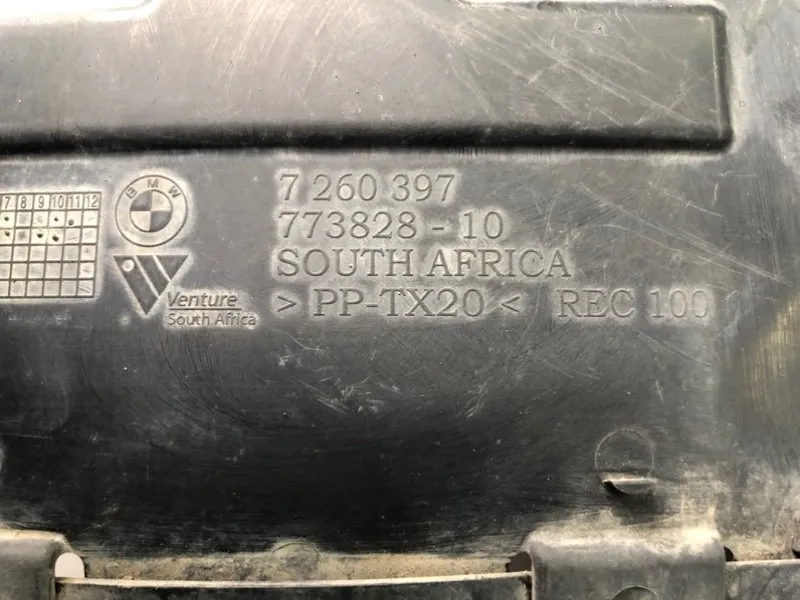 7 8 9 10 11 12
BMW
7 260 397
773828 - 10
SOUTH AFRICA
> PP-TX20 < REC 100
Venture
South Africa